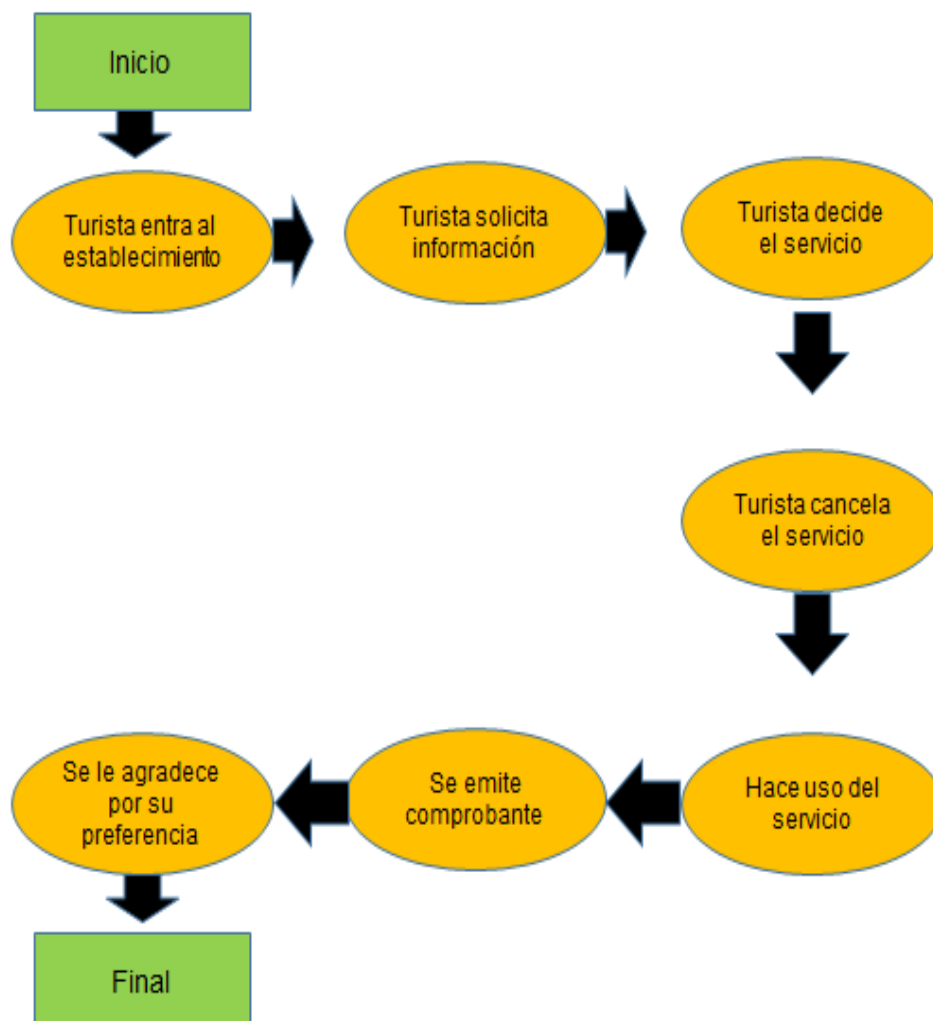 Inicio
Turista entra al
establecimiento
Turista solicita
información
Turista decide
el servicio
Turista cancela
el servicio
Hace uso del
servicio
Se emite
comprobante
Se le agradece
por su
preferencia
Final